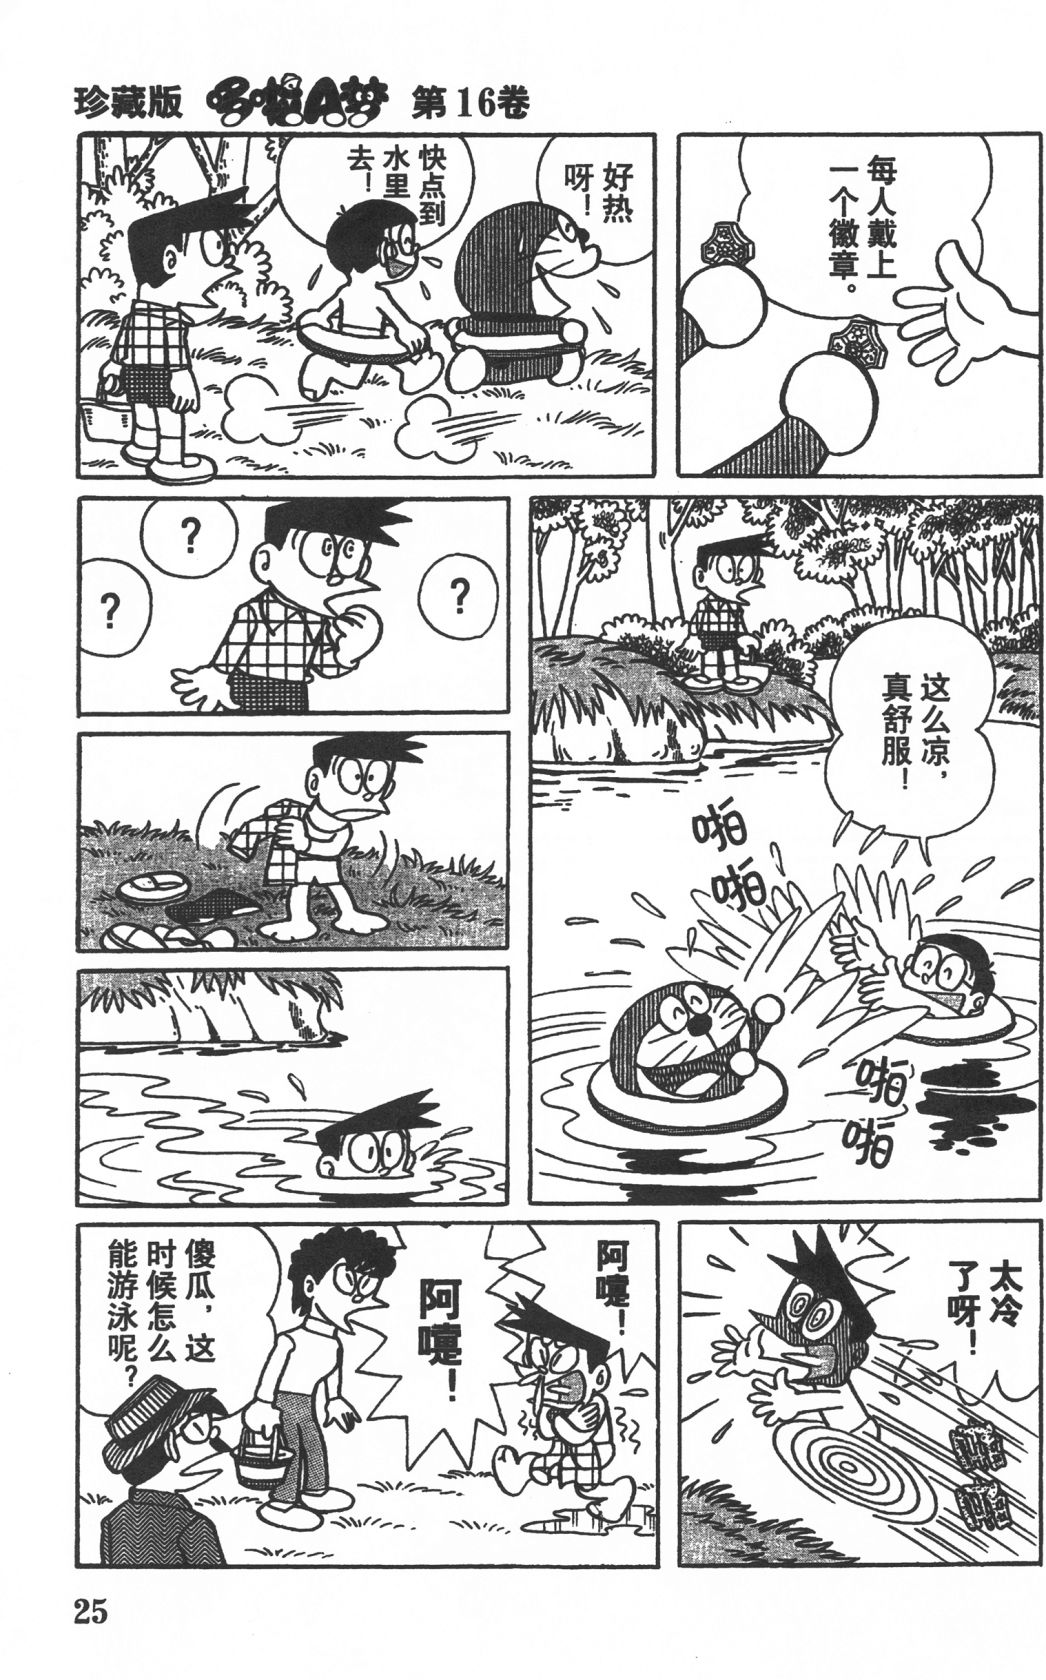 珍藏版 哆啦A梦 第16卷
每人戴上
一个徽章。
好热
呀！
快点到
水里
去！
?
?
?
这么凉，
真舒服！
啪
啪
啪
啪
太冷
了呀！
阿嚏！
阿嚏！
傻瓜，这
时候怎么
能游泳呢？
25